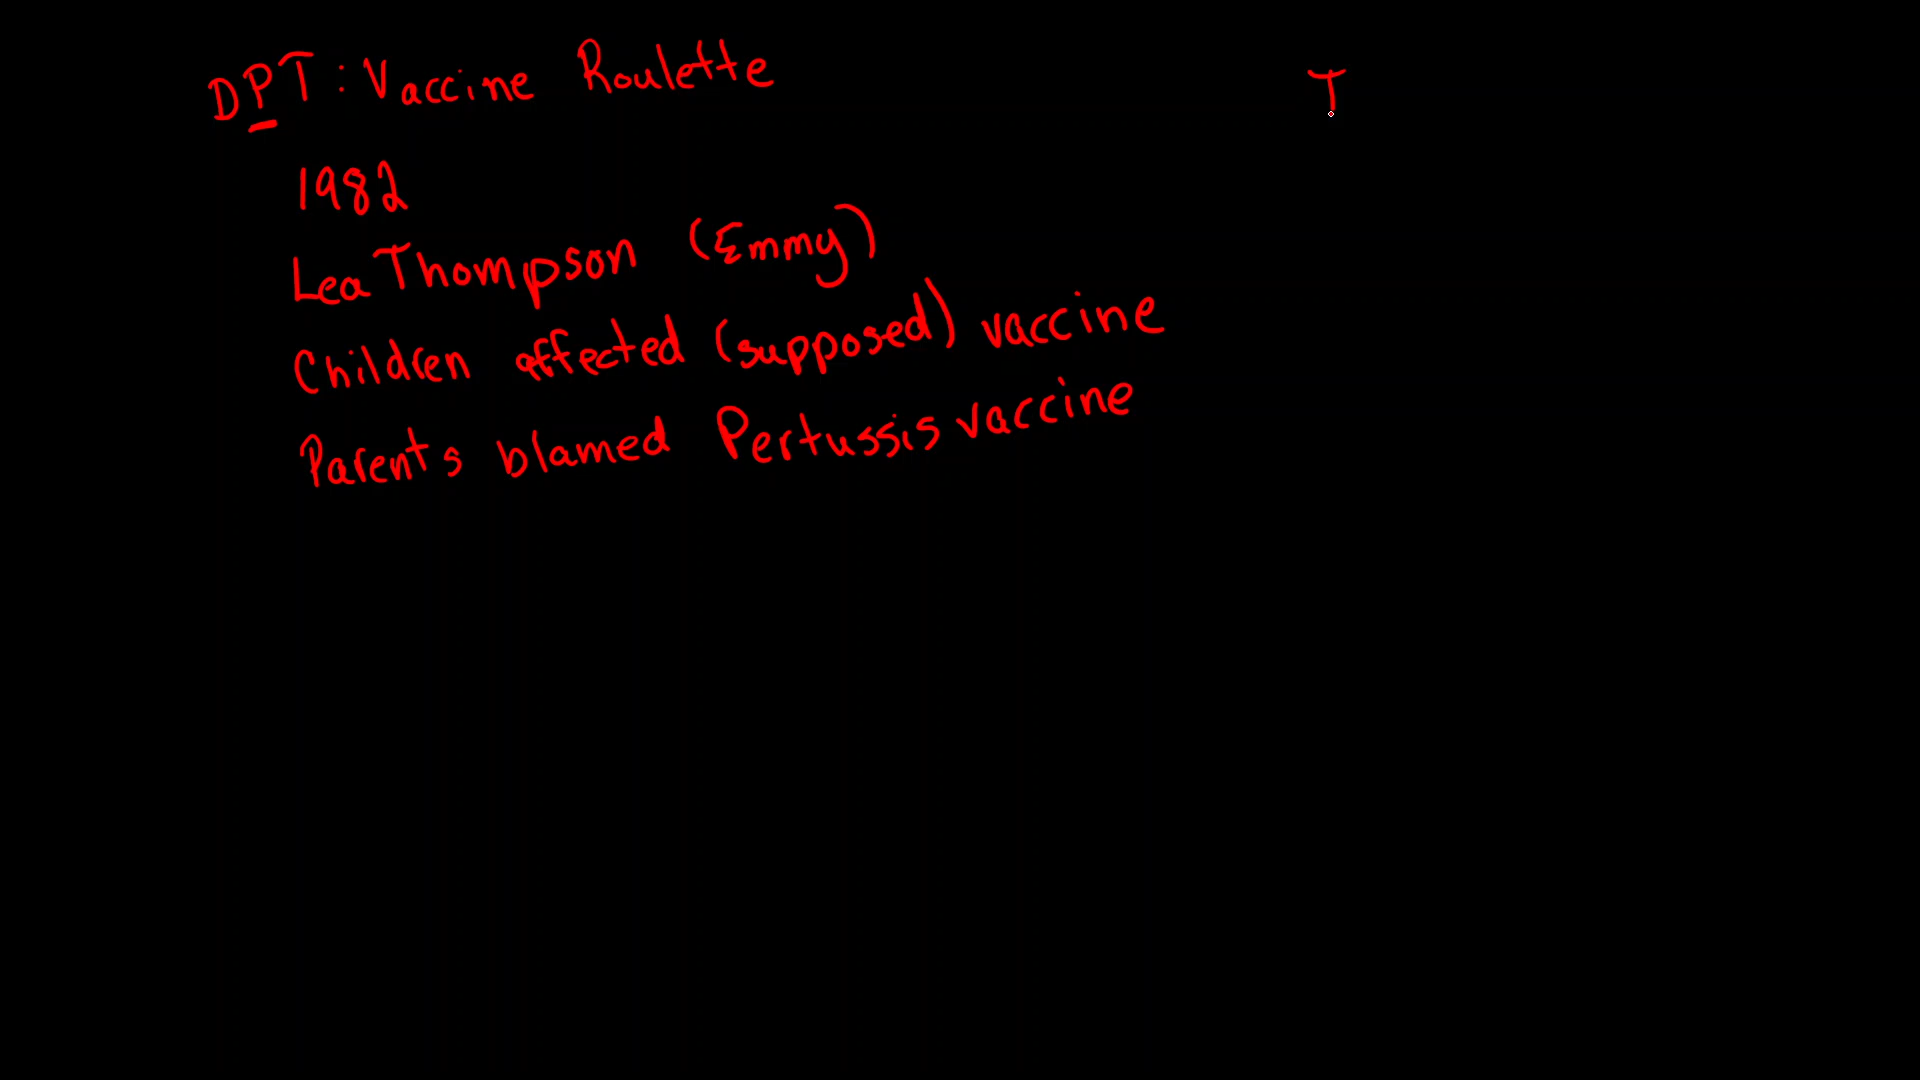 DPT: Vaccine Roulette
T
1982
Lea Thompson (Emmy)
Children affected (supposed) vaccine
Parents blamed Pertussis vaccine